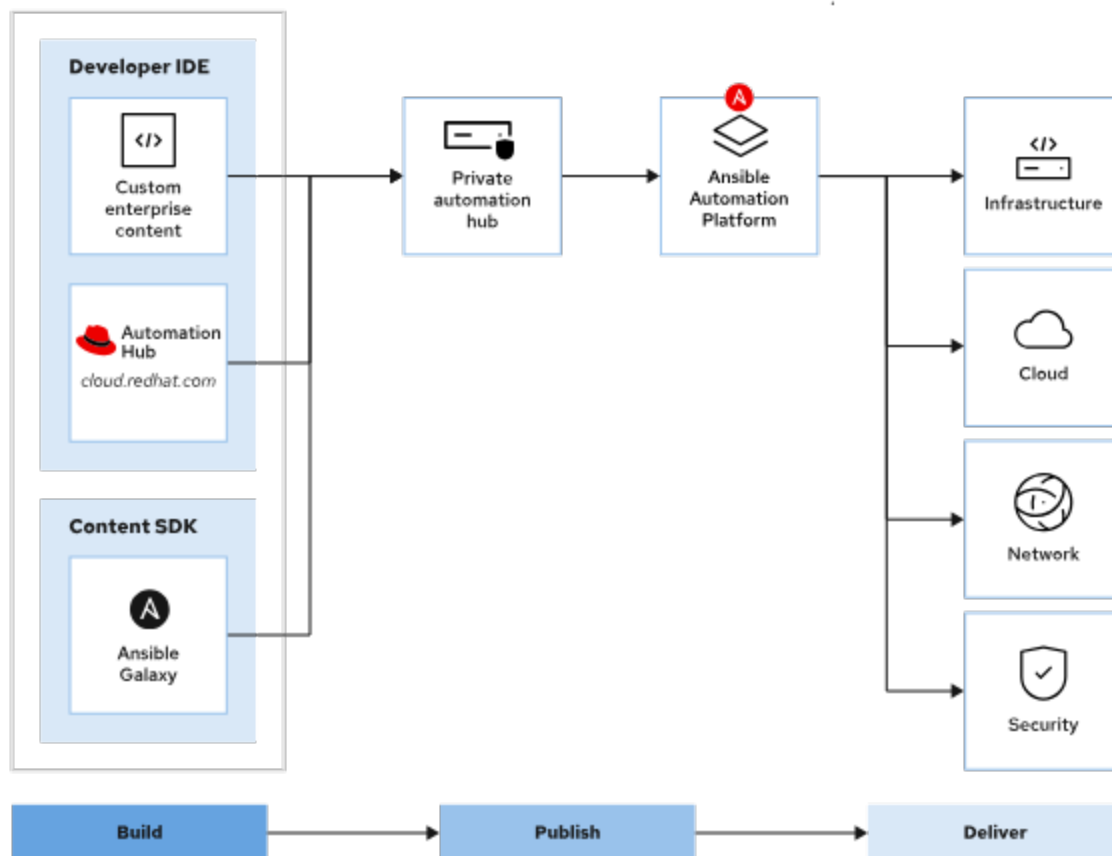 Developer IDE
</>
Custom
enterprise
content
Automation
Hub
cloud.redhat.com
Content SDK
Ansible
Galaxy
Private
automation
hub
Ansible
Automation
Platform
</>
Infrastructure
Cloud
Network
Security
Build
Publish
Deliver